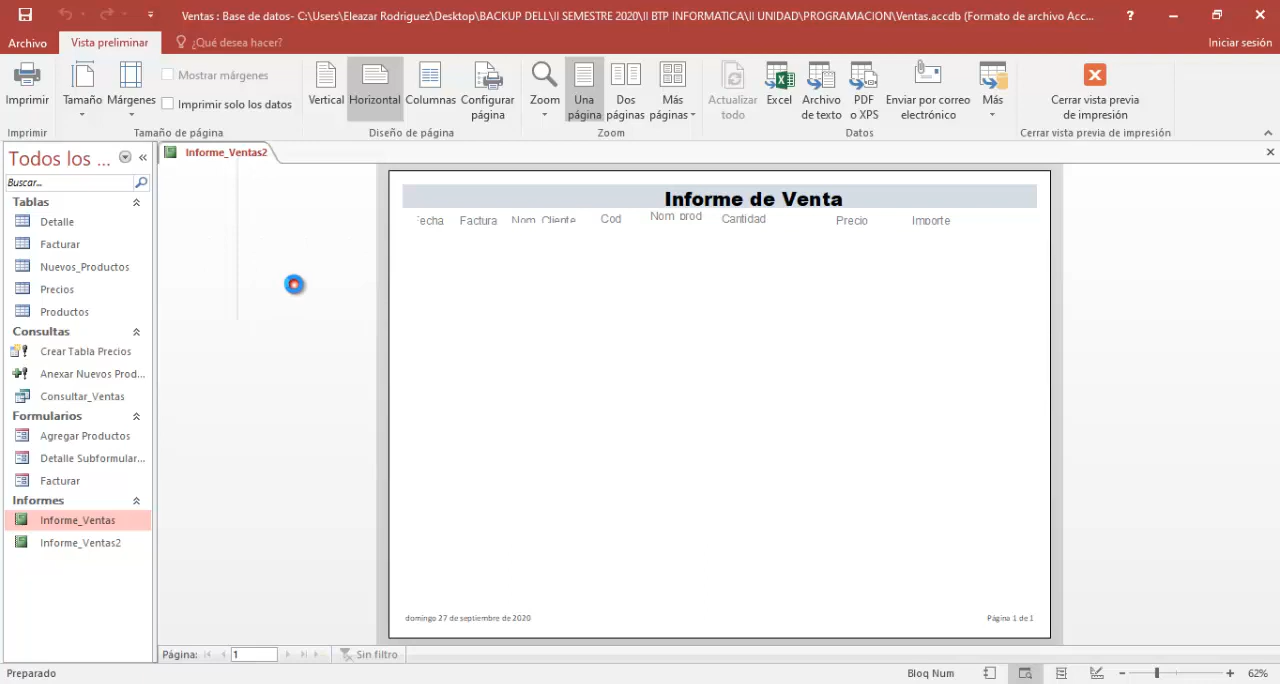 Ventas : Base de datos- C:\Users\Eleazar Rodriguez\Desktop\BACKUP DELL\II SEMESTRE 2020\II BTP INFORMATICA\II UNIDAD\PROGRAMACION\Ventas.accdb (Formato de archivo Acc...
Archivo
Vista preliminar
¿Qué desea hacer?
Iniciar sesión
Imprimir
Tamaño
Márgenes
Mostrar márgenes
Imprimir solo los datos
Vertical
Horizontal
Columnas
Configurar página
Zoom
Una página
Dos páginas
Más páginas
Actualizar todo
Excel
Archivo de texto
PDF o XPS
Enviar por correo electrónico
Más
Cerrar vista previa de impresión
Imprimir
Tamaño de página
Diseño de página
Zoom
Datos
Cerrar vista previa de impresión
Todos los ...
Buscar...
Tablas
Detalle
Facturar
Nuevos_Productos
Precios
Productos
Consultas
Crear Tabla Precios
Anexar Nuevos Prod...
Consultar_Ventas
Formularios
Agregar Productos
Detalle Subformular...
Facturar
Informes
Informe_Ventas
Informe_Ventas2
Informe_Ventas2
Informe de Venta
Fecha Factura Nom_Cliente Cod Nom_prod Cantidad Precio Importe
domingo 27 de septiembre de 2020
Página 1 de 1
Página: 1 Sin filtro
Preparado
Bloq Num
62%